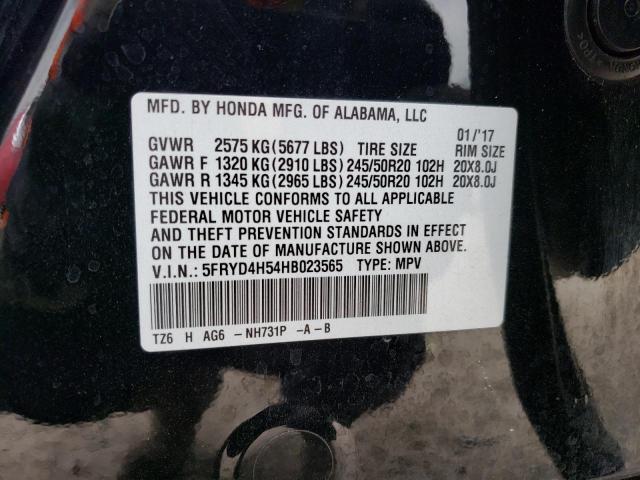 MFD. BY HONDA MFG. OF ALABAMA, LLC
01/'17
GVWR 2575 KG(5677 LBS) TIRE SIZE RIM SIZE
GAWR F 1320 KG(2910 LBS)245/50R20 102H 20X8.0J
GAWR R 1345 KG(2965 LBS)245/50R20 102H 20X8.0J
THIS VEHICLE CONFORMS TO ALL APPLICABLE
FEDERAL MOTOR VEHICLE SAFETY
AND THEFT PREVENTION STANDARDS IN EFFECT
ON THE DATE OF MANUFACTURE SHOWN ABOVE.
V.I.N.: 5FRYD4H54HB023565 TYPE: MPV
TZ6 H AG6 -NH731P -A-B